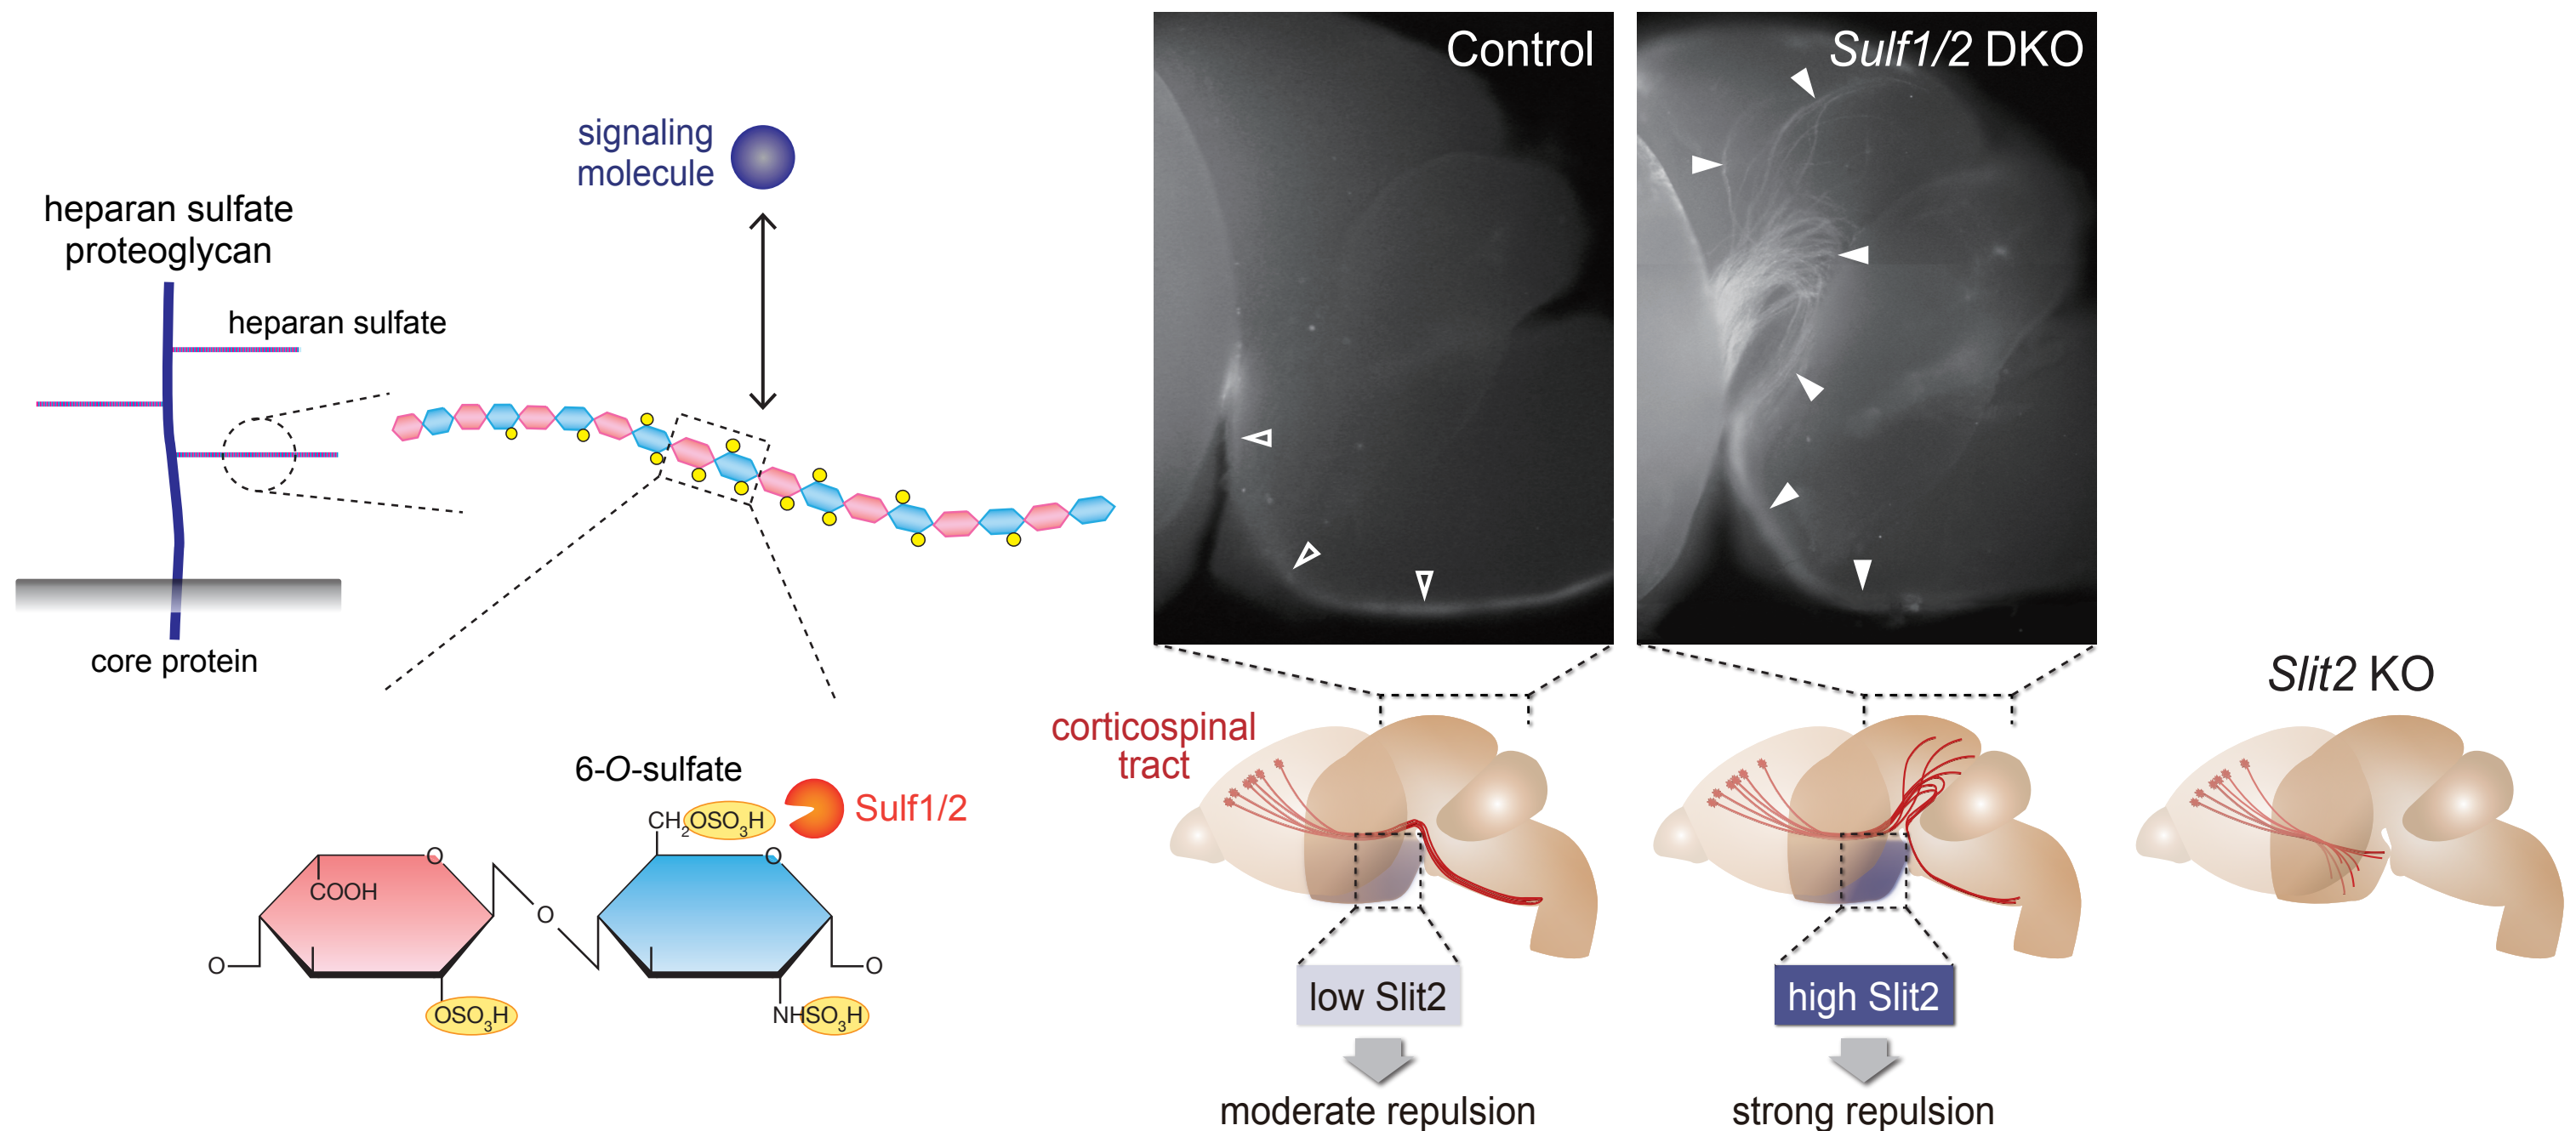 heparan sulfate
proteoglycan
heparan sulfate
core protein
signaling
molecule
6-O-sulfate
Sulf1/2
CH2OSO3H
O
COOH
O
O
O
O
OSO3H
NHSO3H
Control
Sulf1/2 DKO
corticospinal
tract
low Slit2
moderate repulsion
high Slit2
strong repulsion
Slit2 KO